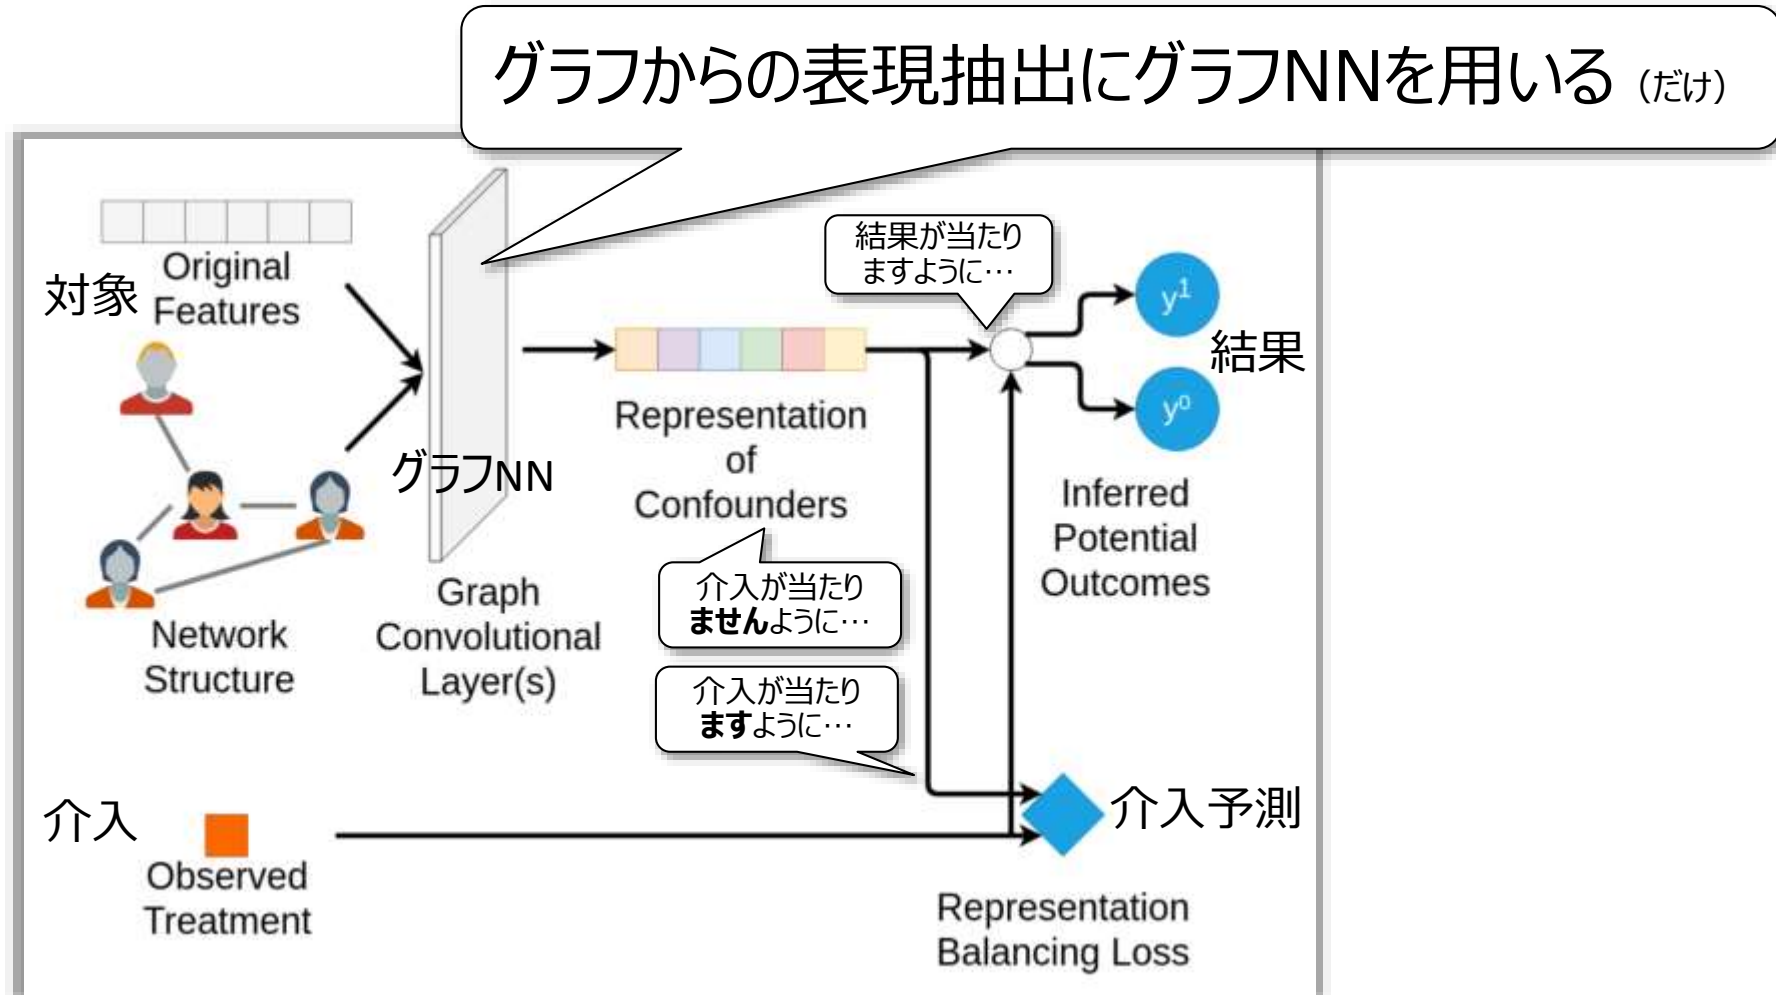 グラフからの表現抽出にグラフNNを用いる（だけ）
対象
Original
Features
結果が当たり
ますように…
y¹
結果
y⁰
グラフNN
Representation
of
Confounders
Inferred
Potential
Outcomes
介入が当たり
ませんように…
Graph
Convolutional
Layer(s)
Network
Structure
介入が当たり
ますように…
介入
Observed
Treatment
介入予測
Representation
Balancing Loss